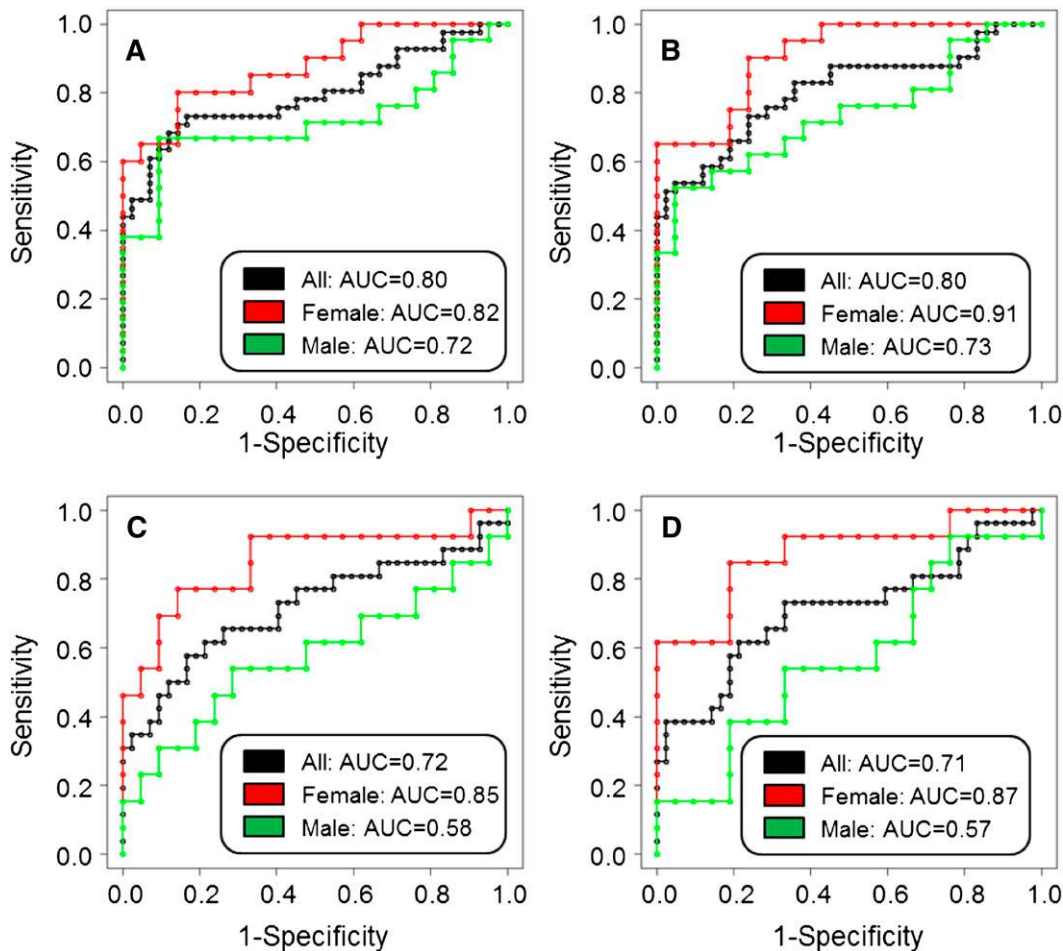 A
Sensitivity
1.0
0.8
0.6
0.4
0.2
0.0
All: AUC=0.80
Female: AUC=0.82
Male: AUC=0.72
0.0 0.2 0.4 0.6 0.8 1.0
1-Specificity
B
Sensitivity
1.0
0.8
0.6
0.4
0.2
0.0
All: AUC=0.80
Female: AUC=0.91
Male: AUC=0.73
0.0 0.2 0.4 0.6 0.8 1.0
1-Specificity
C
Sensitivity
1.0
0.8
0.6
0.4
0.2
0.0
All: AUC=0.72
Female: AUC=0.85
Male: AUC=0.58
0.0 0.2 0.4 0.6 0.8 1.0
1-Specificity
D
Sensitivity
1.0
0.8
0.6
0.4
0.2
0.0
All: AUC=0.71
Female: AUC=0.87
Male: AUC=0.57
0.0 0.2 0.4 0.6 0.8 1.0
1-Specificity